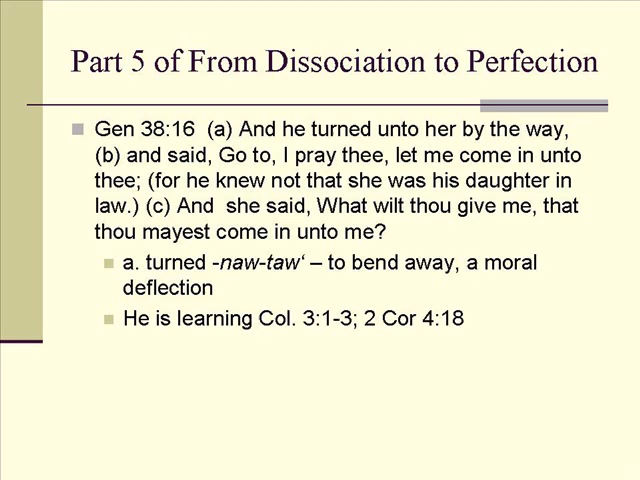 Part 5 of From Dissociation to Perfection
Gen 38:16  (a) And he turned unto her by the way,
(b) and said, Go to, I pray thee, let me come in unto
thee; (for he knew not that she was his daughter in
law.) (c) And  she said, What wilt thou give me, that
thou mayest come in unto me?
a. turned -naw-taw‘ – to bend away, a moral
deflection
He is learning Col. 3:1-3; 2 Cor 4:18